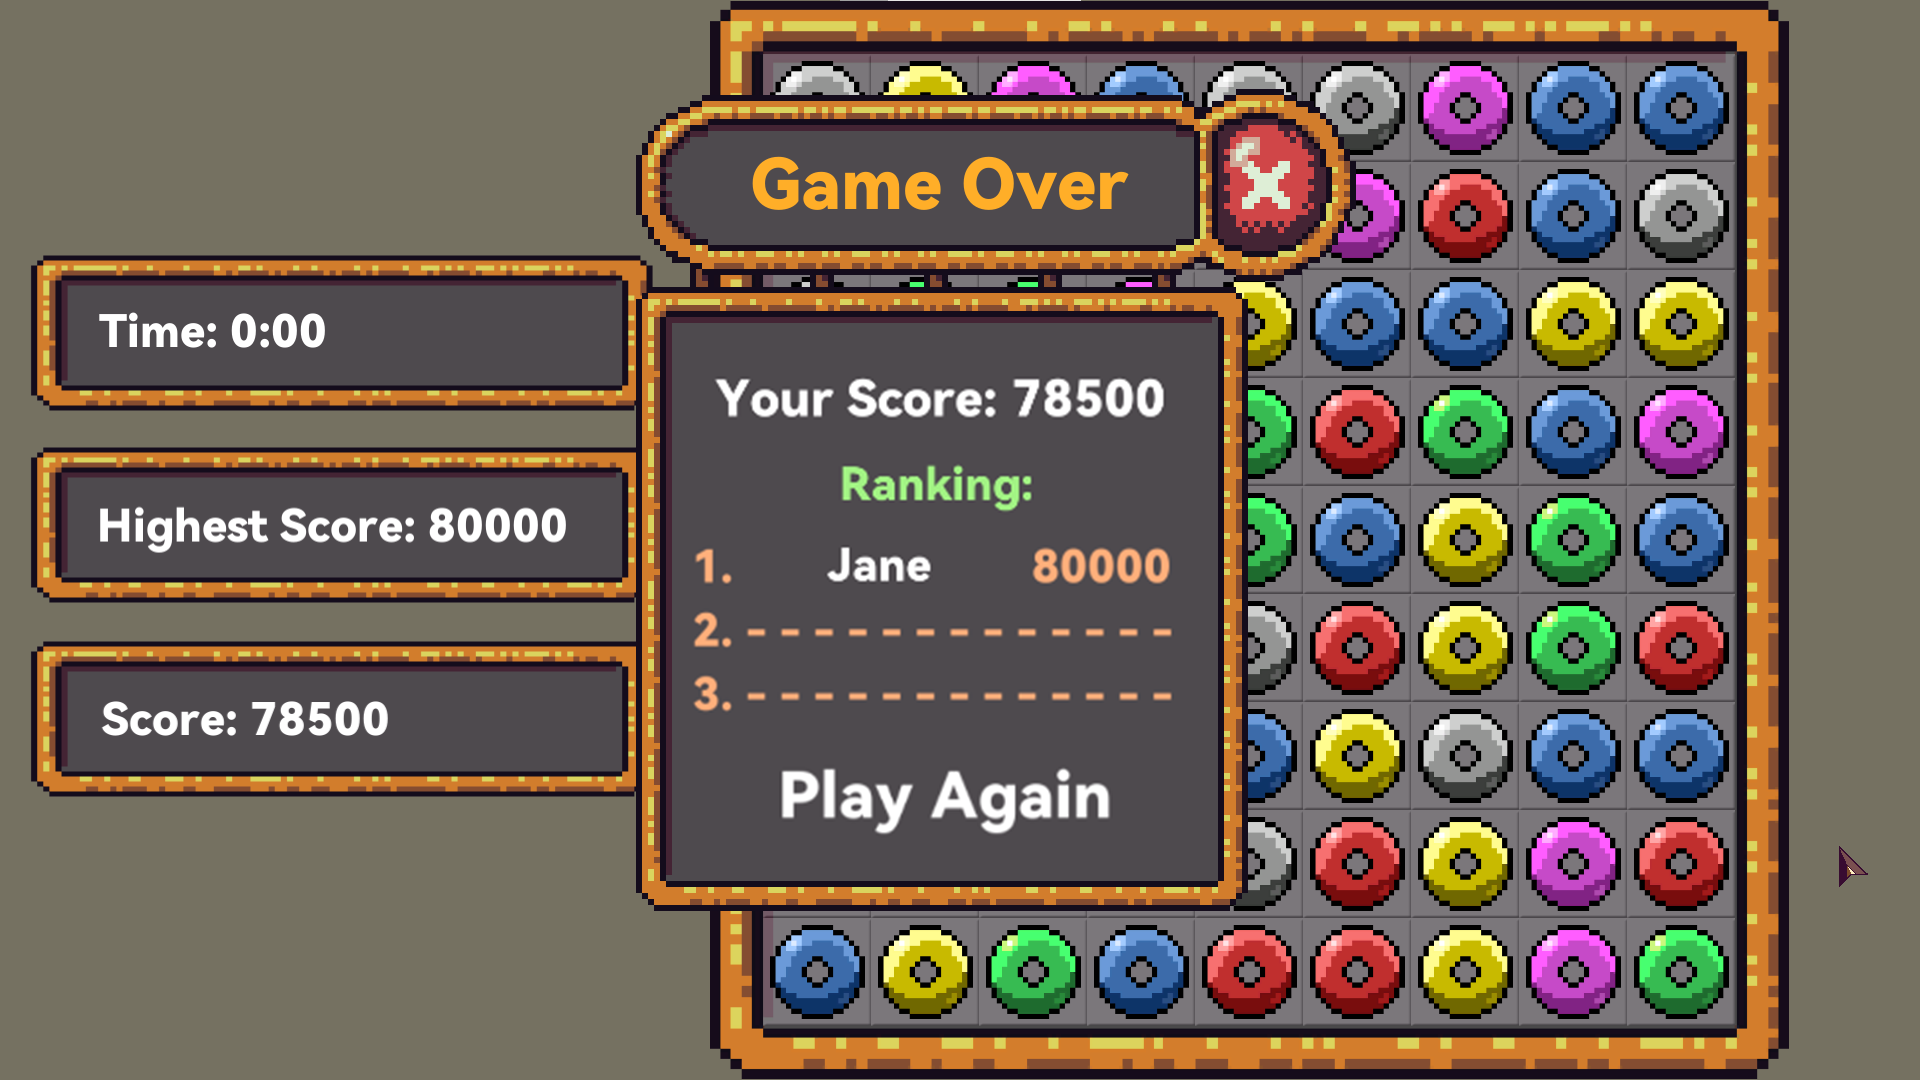 Game Over
Time: 0:00
Highest Score: 80000
Score: 78500
Your Score: 78500
Ranking:
1. Jane 80000
2. - - - - - - - - - - - - -
3. - - - - - - - - - - - - -
Play Again